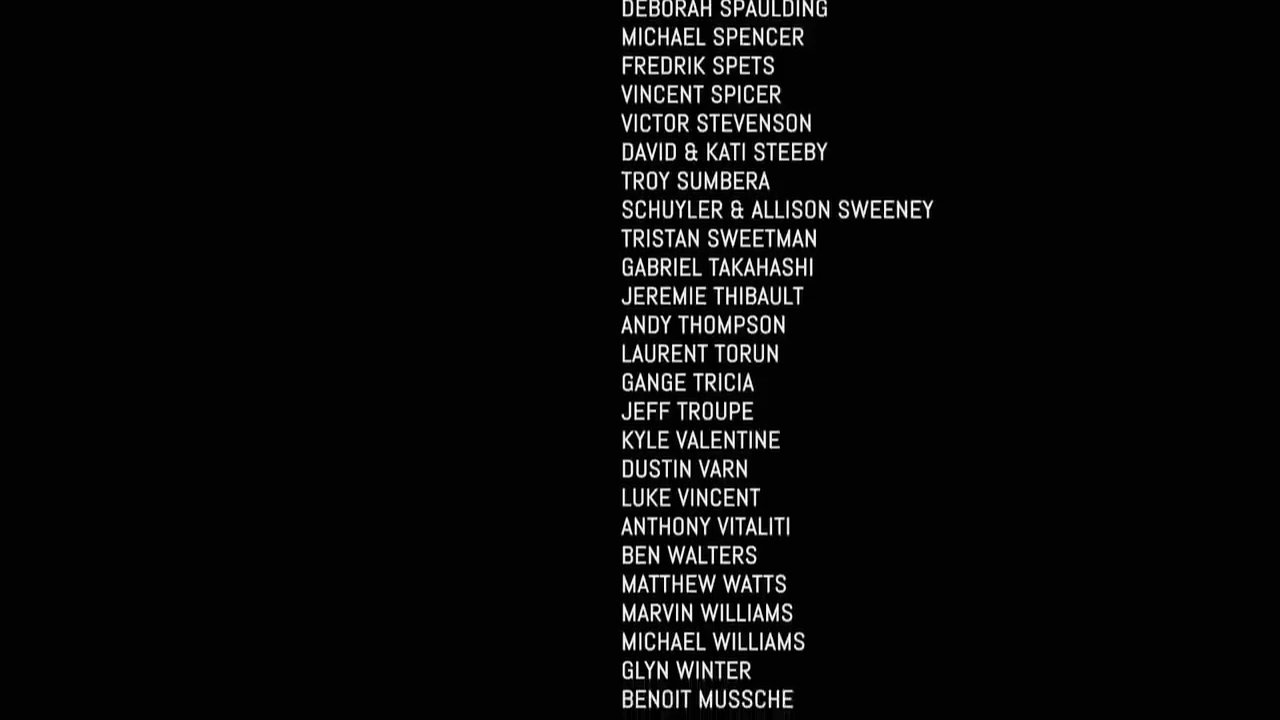 DEBORAH SPAULDING
MICHAEL SPENCER
FREDRIK SPETS
VINCENT SPICER
VICTOR STEVENSON
DAVID & KATI STEEBY
TROY SUMBERA
SCHUYLER & ALLISON SWEENEY
TRISTAN SWEETMAN
GABRIEL TAKAHASHI
JEREMIE THIBAULT
ANDY THOMPSON
LAURENT TORUN
GANGE TRICIA
JEFF TROUPE
KYLE VALENTINE
DUSTIN VARN
LUKE VINCENT
ANTHONY VITALITI
BEN WALTERS
MATTHEW WATTS
MARVIN WILLIAMS
MICHAEL WILLIAMS
GLYN WINTER
BENOIT MUSSCHE